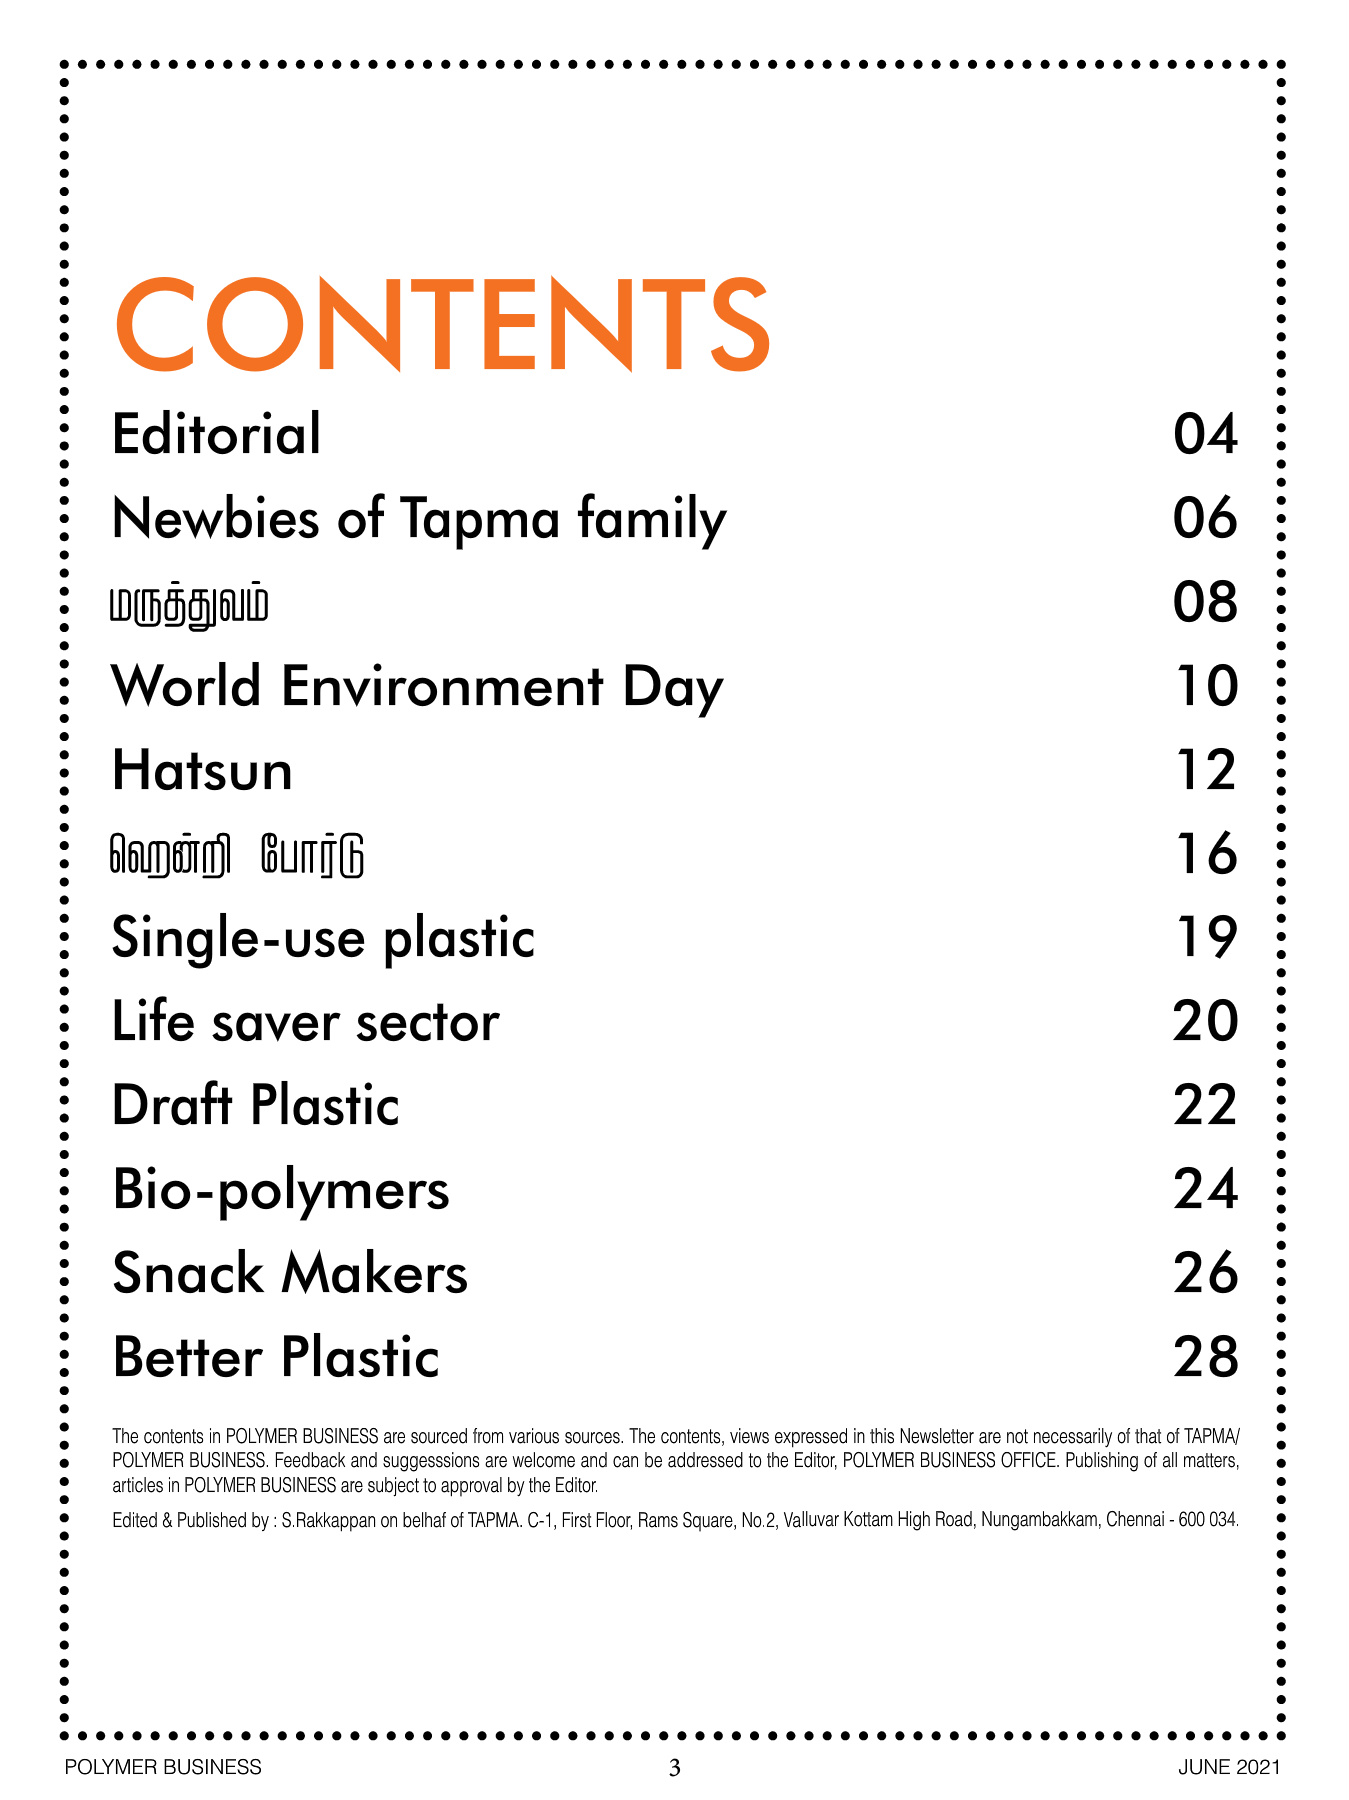 CONTENTS
Editorial 04
Newbies of Tapma family 06
மருத்துவம் 08
World Environment Day 10
Hatsun 12
ஹென்றி போர்டு 16
Single-use plastic 19
Life saver sector 20
Draft Plastic 22
Bio-polymers 24
Snack Makers 26
Better Plastic 28
The contents in POLYMER BUSINESS are sourced from various sources. The contents, views expressed in this Newsletter are not necessarily of that of TAPMA/
POLYMER BUSINESS. Feedback and suggesssions are welcome and can be addressed to the Editor, POLYMER BUSINESS OFFICE. Publishing of all matters,
articles in POLYMER BUSINESS are subject to approval by the Editor.
Edited & Published by : S.Rakkappan on belhaf of TAPMA. C-1, First Floor, Rams Square, No.2, Valluvar Kottam High Road, Nungambakkam, Chennai - 600 034.
POLYMER BUSINESS 3 JUNE 2021